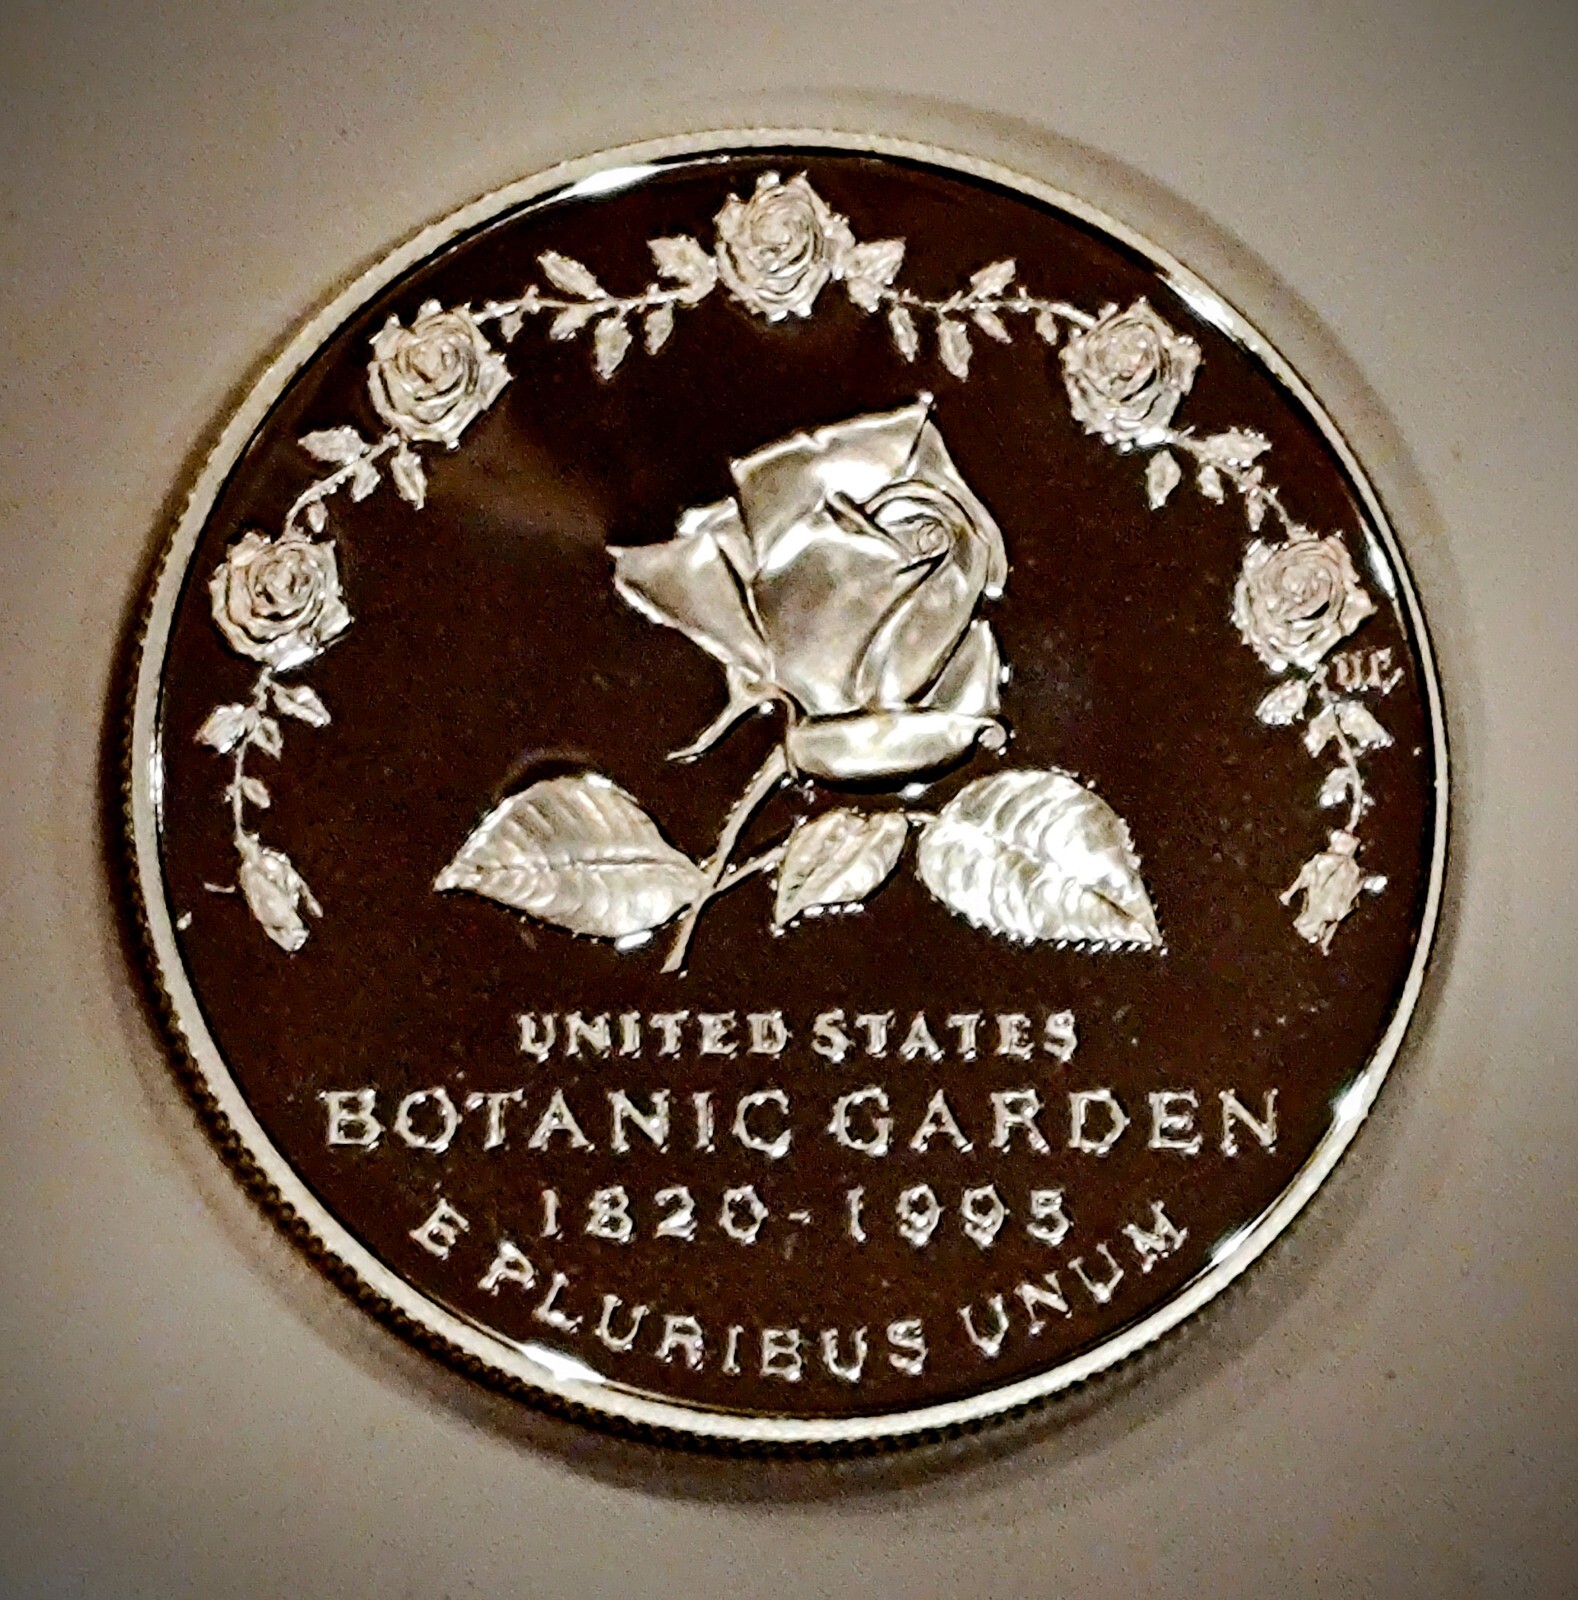 UNITED STATES
BOTANIC GARDEN
1820-1995
E PLURIBUS UNUM